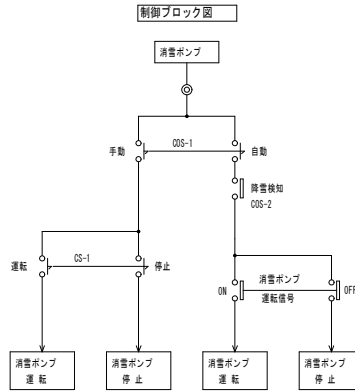 制御ブロック図
消雪ポンプ
手動
COS-1
自動
降雪検知
COS-2
運転
CS-1
停止
ON
消雪ポンプ
運転信号
OFF
消雪ポンプ
運 転
消雪ポンプ
停 止
消雪ポンプ
運 転
消雪ポンプ
停 止